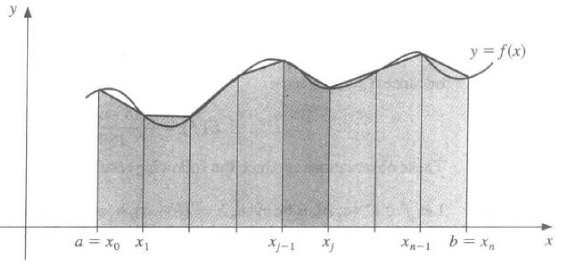 y
y = f(x)
a = x₀ x₁ xⱼ₋₁ xⱼ xₙ₋₁ b = xₙ x